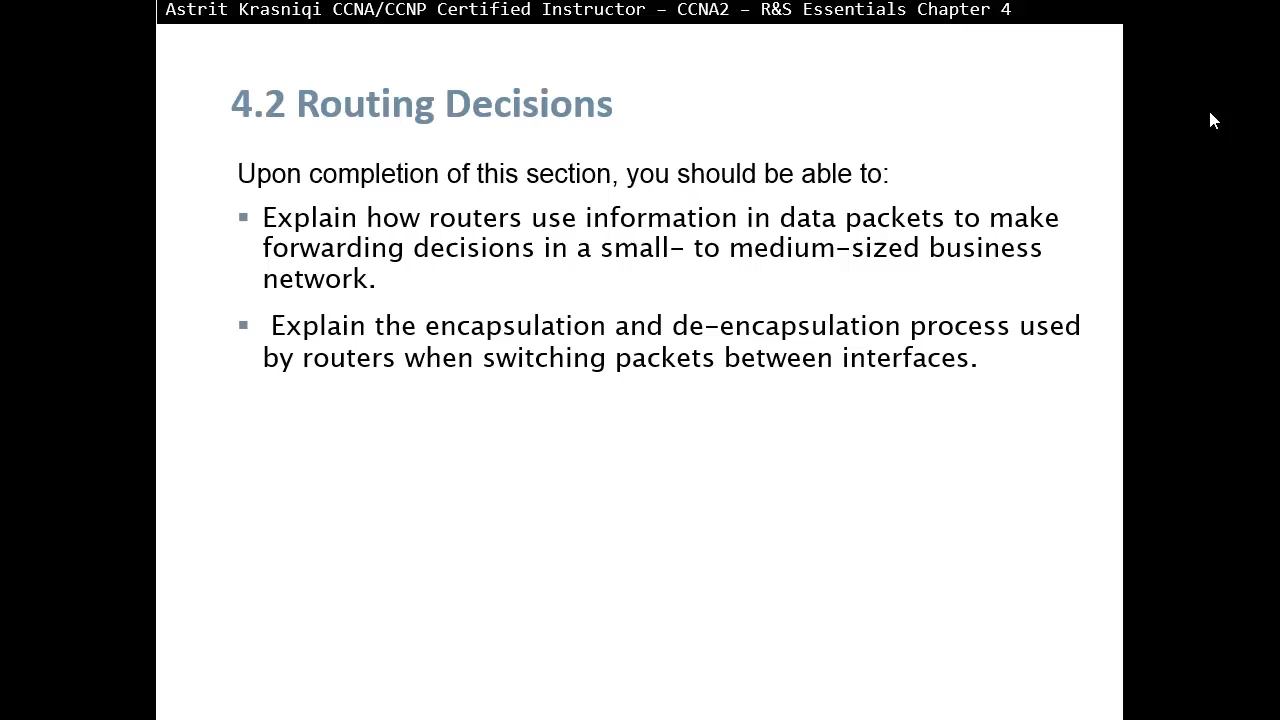 Astrit Krasniqi CCNA/CCNP Certified Instructor – CCNA2 – R&S Essentials Chapter 4
4.2 Routing Decisions
Upon completion of this section, you should be able to:
▪ Explain how routers use information in data packets to make
forwarding decisions in a small- to medium-sized business
network.
▪ Explain the encapsulation and de-encapsulation process used
by routers when switching packets between interfaces.